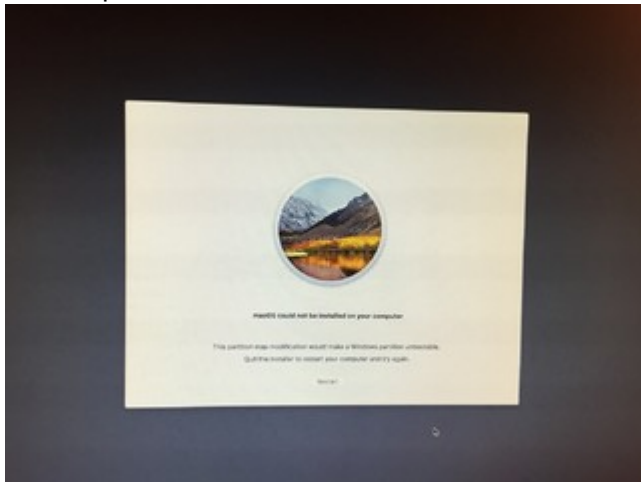 macOS could not be installed on your computer
This partition map modification would make a Windows partition unbootable.
Quit the installer to restart your computer and try again.
Restart